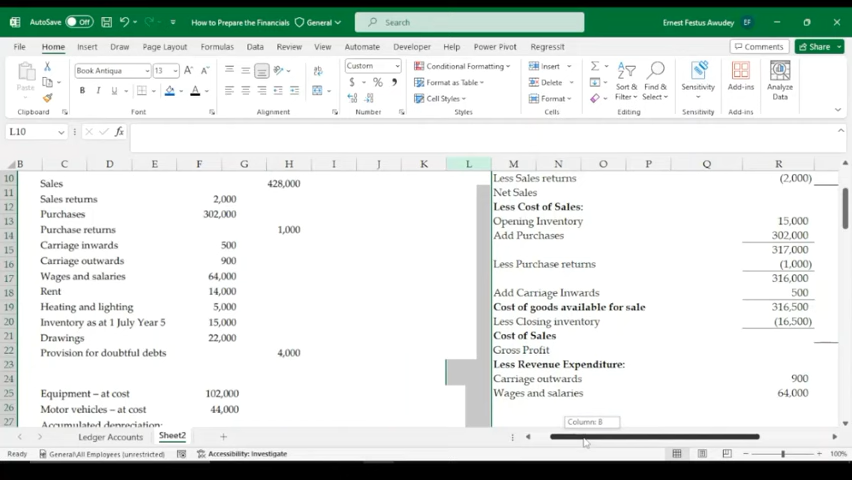 AutoSave Off How to Prepare the Financials General Search Ernest Festus Awudey EF
File Home Insert Draw Page Layout Formulas Data Review View Automate Developer Help Power Pivot Regressit Comments Share
Paste Book Antiqua 13 Custom Conditional Formatting Format as Table Cell Styles Insert Delete Format Sort & Filter Find & Select Sensitivity Add-ins Analyze Data
Clipboard Font Alignment Number Styles Cells Editing Sensitivity Add-ins
L10 fx
B C D E F G H I J K L M N O P Q R
10 Less Sales returns (2,000)
Sales 428,000
11 Net Sales
Sales returns 2,000
12 Less Cost of Sales:
Purchases 302,000
13 Opening Inventory 15,000
Purchase returns 1,000
14 Add Purchases 302,000
15 Carriage inwards 500 317,000
16 Carriage outwards 900 Less Purchase returns (1,000)
17 Wages and salaries 64,000 316,000
18 Rent 14,000 Add Carriage Inwards 500
19 Heating and lighting 5,000 Cost of goods available for sale 316,500
20 Inventory as at 1 July Year 5 15,000 Less Closing inventory (16,500)
21 Drawings 22,000 Cost of Sales
22 Provision for doubtful debts 4,000 Gross Profit
23 Less Revenue Expenditure:
24 Carriage outwards 900
25 Equipment – at cost 102,000 Wages and salaries 64,000
26 Motor vehicles – at cost 44,000
27 Accumulated depreciation:
Column: B
Ledger Accounts Sheet2
Ready General\All Employees (unrestricted) Accessibility: Investigate 100%